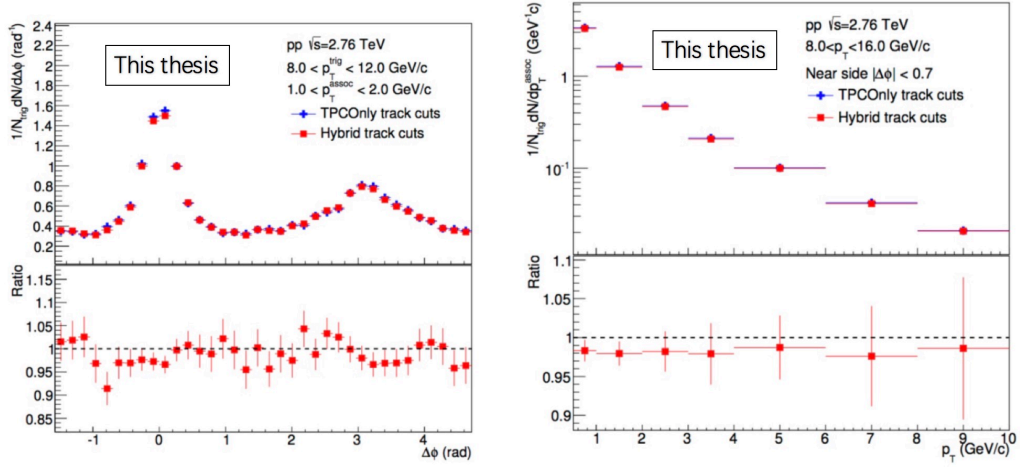 This thesis
pp √s=2.76 TeV
8.0 < p_T^trig < 12.0 GeV/c
1.0 < p_T^assoc < 2.0 GeV/c
TPCOnly track cuts
Hybrid track cuts
1/N_trig dN/dΔϕ (rad⁻¹)
2.4
2.2
2
1.8
1.6
1.4
1.2
1
0.8
0.6
0.4
0.2
Ratio
1.15
1.1
1.05
1
0.95
0.9
0.85
-1 0 1 2 3 4
Δϕ (rad)
This thesis
pp √s=2.76 TeV
8.0<p_T<16.0 GeV/c
Near side |Δϕ| < 0.7
TPCOnly track cuts
Hybrid track cuts
1/N_trig dN/dp_T^assoc (GeV⁻¹c)
1
10⁻¹
Ratio
1.1
1.05
1
0.95
0.9
1 2 3 4 5 6 7 8 9 10
p_T (GeV/c)